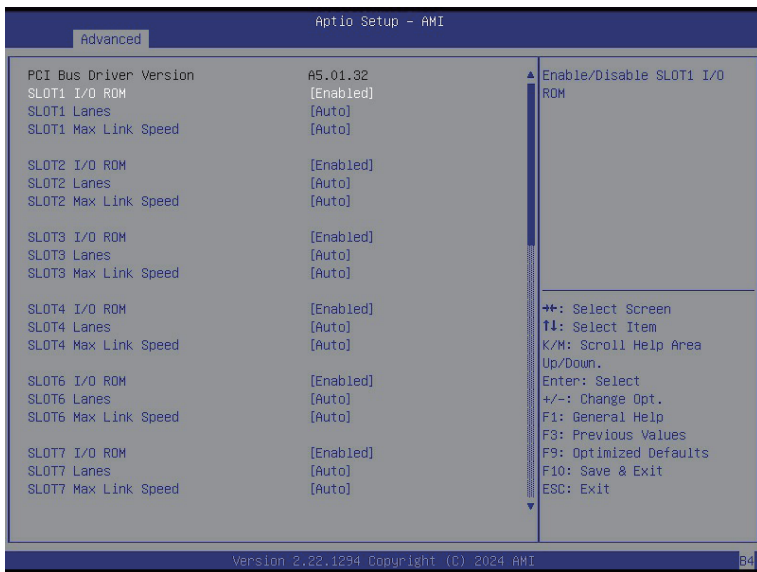 Aptio Setup – AMI
Advanced
PCI Bus Driver Version A5.01.32
SLOT1 I/O ROM [Enabled]
SLOT1 Lanes [Auto]
SLOT1 Max Link Speed [Auto]
SLOT2 I/O ROM [Enabled]
SLOT2 Lanes [Auto]
SLOT2 Max Link Speed [Auto]
SLOT3 I/O ROM [Enabled]
SLOT3 Lanes [Auto]
SLOT3 Max Link Speed [Auto]
SLOT4 I/O ROM [Enabled]
SLOT4 Lanes [Auto]
SLOT4 Max Link Speed [Auto]
SLOT6 I/O ROM [Enabled]
SLOT6 Lanes [Auto]
SLOT6 Max Link Speed [Auto]
SLOT7 I/O ROM [Enabled]
SLOT7 Lanes [Auto]
SLOT7 Max Link Speed [Auto]
Enable/Disable SLOT1 I/O
ROM
→←: Select Screen
↑↓: Select Item
K/M: Scroll Help Area
Up/Down.
Enter: Select
+/-: Change Opt.
F1: General Help
F3: Previous Values
F9: Optimized Defaults
F10: Save & Exit
ESC: Exit
Version 2.22.1294 Copyright (C) 2024 AMI
B4